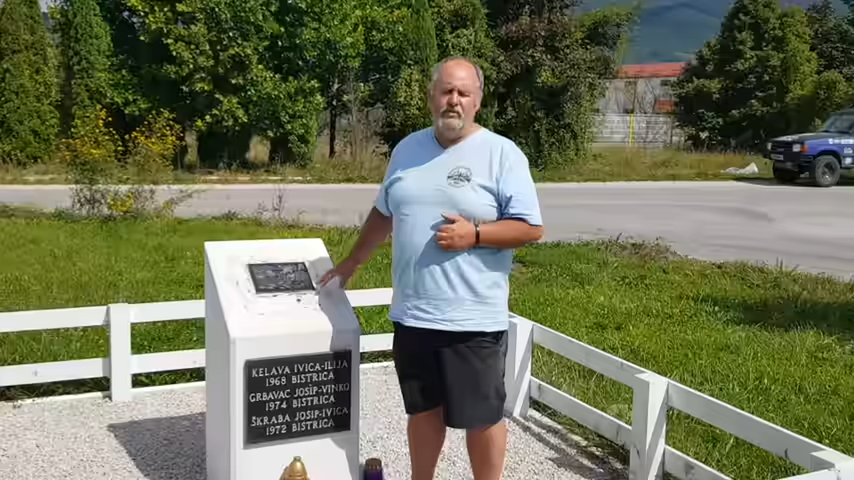 KELAVA IVICA-ILIJA
1968 BISTRICA
GRBAVAC JOSIP-VINKO
1974 BISTRICA
ŠKRABA JOSIP-IVICA
1972 BISTRICA